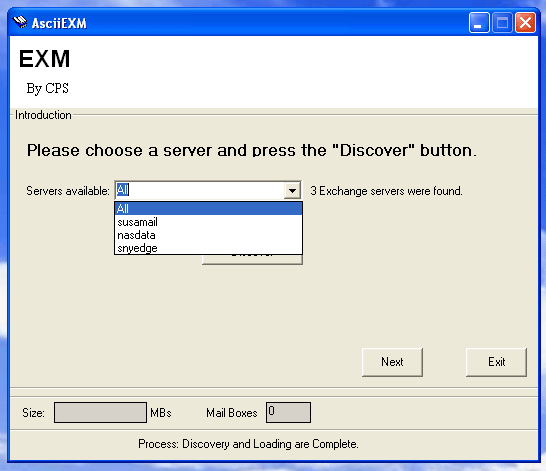 AsciiEXM
EXM
By CPS
Introduction
Please choose a server and press the "Discover" button.
Servers available: All 3 Exchange servers were found.
All
susamail
nasdata
snyedge
Discover
Next Exit
Size: MBs Mail Boxes 0
Process: Discovery and Loading are Complete.